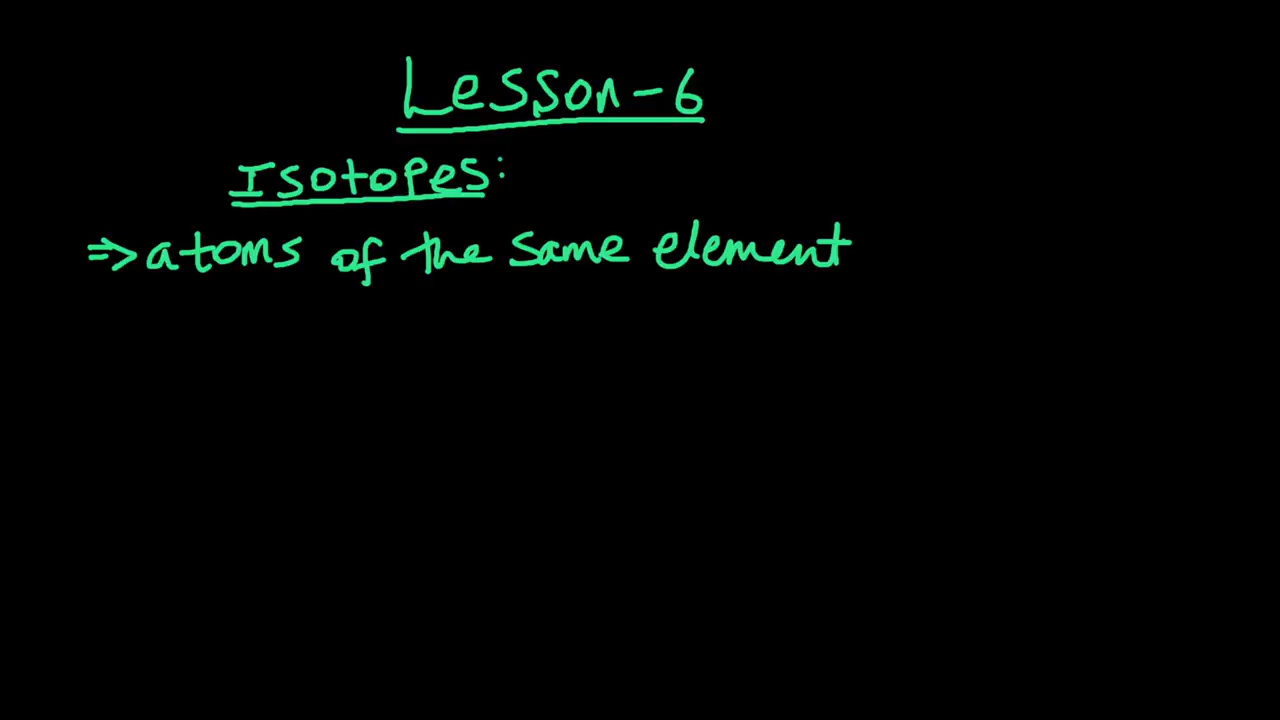 Lesson-6
Isotopes:
⇒ atoms of the same element